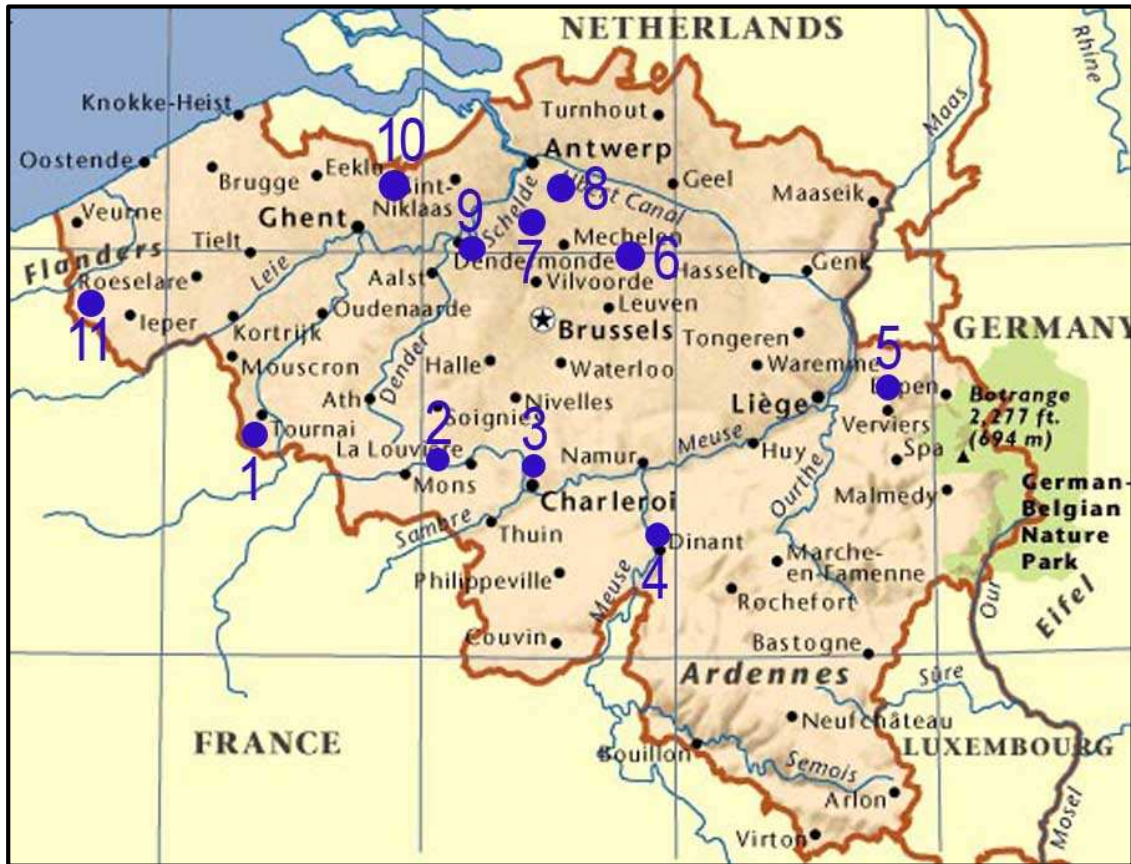 NETHERLANDS
Rhine
Maas
Knokke-Heist
Turnhout
10
Oostende
Antwerp
Brugge
Eeklo
int-
Niklaas
8
Geel
Maaseik
Veurne
Ghent
9
Schelde
lbert Canal
Flanders
Tielt
Leie
7
Mechelen
6
Dendermonde
Hasselt
Genk
Roeselare
Aalst
Vilvoorde
11
Ieper
Oudenaarde
Leuven
Kortrijk
Brussels
Tongeren
GERMANY
Mouscron
Dender
Halle
Waterloo
Waremme
5
Ath
Soignies
Nivelles
Liège
pen
Botrange
2,277 ft.
(694 m)
Tournai
1
2
3
La Louvière
Meuse
Verviers
Mons
Namur
Huy
Spa
Charleroi
Ourthe
Malmedy
German-
Belgian
Nature
Park
Sambre
Thuin
4
Dinant
Philippeville
Meuse
Marche-
en-Famenne
Rochefort
Our
Eifel
Couvin
Bastogne
Ardennes
Sûre
FRANCE
Neufchâteau
LUXEMBOURG
Bouillon
Semois
Arlon
Mosel
Virton